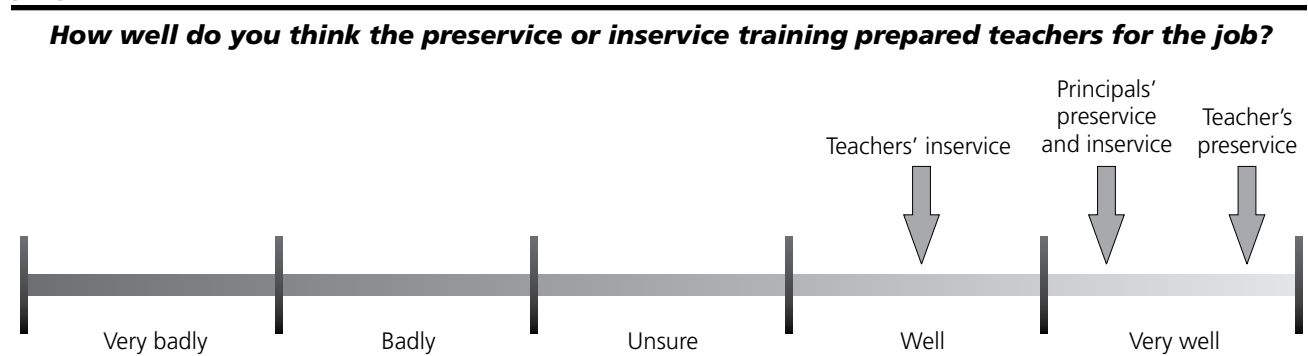 How well do you think the preservice or inservice training prepared teachers for the job?
Teachers' inservice
Principals'
preservice
and inservice
Teacher's
preservice
Very badly
Badly
Unsure
Well
Very well